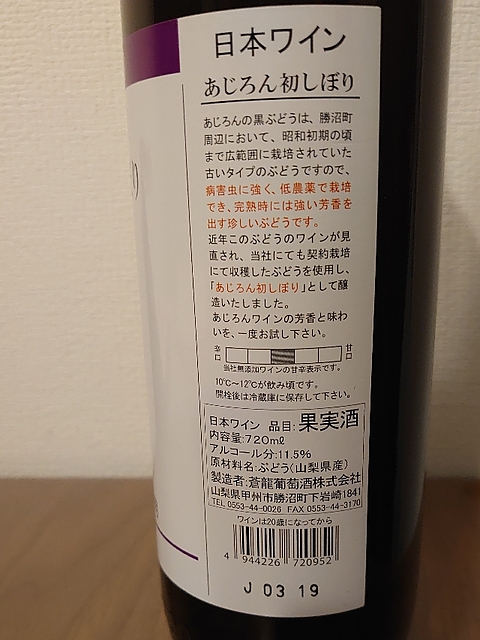 日本ワイン
あじろん初しぼり
あじろんの黒ぶどうは、勝沼町
周辺において、昭和初期の頃
まで広範囲に栽培されていた
古いタイプのぶどうですので、
病害虫に強く、低農薬で栽培
でき、完熟時には強い芳香を
出す珍しいぶどうです。
近年このぶどうのワインが見
直され、当社にても契約栽培
にて収穫したぶどうを使用し、
「あじろん初しぼり」として醸
造いたしました。
あじろんワインの芳香と味わ
いを、一度お試し下さい。
辛口 甘口
当社無添加ワインの甘辛表示です。
10℃~12℃が飲み頃です。
開栓後は冷蔵庫に保存して下さい。
日本ワイン 品目:果実酒
内容量:720mℓ
アルコール分:11.5%
原材料名:ぶどう(山梨県産)
製造者:蒼龍葡萄酒株式会社
山梨県甲州市勝沼町下岩崎1841
TEL 0553-44-0026 FAX 0553-44-3170
ワインは20歳になってから
4 944226 720952
J 03 19